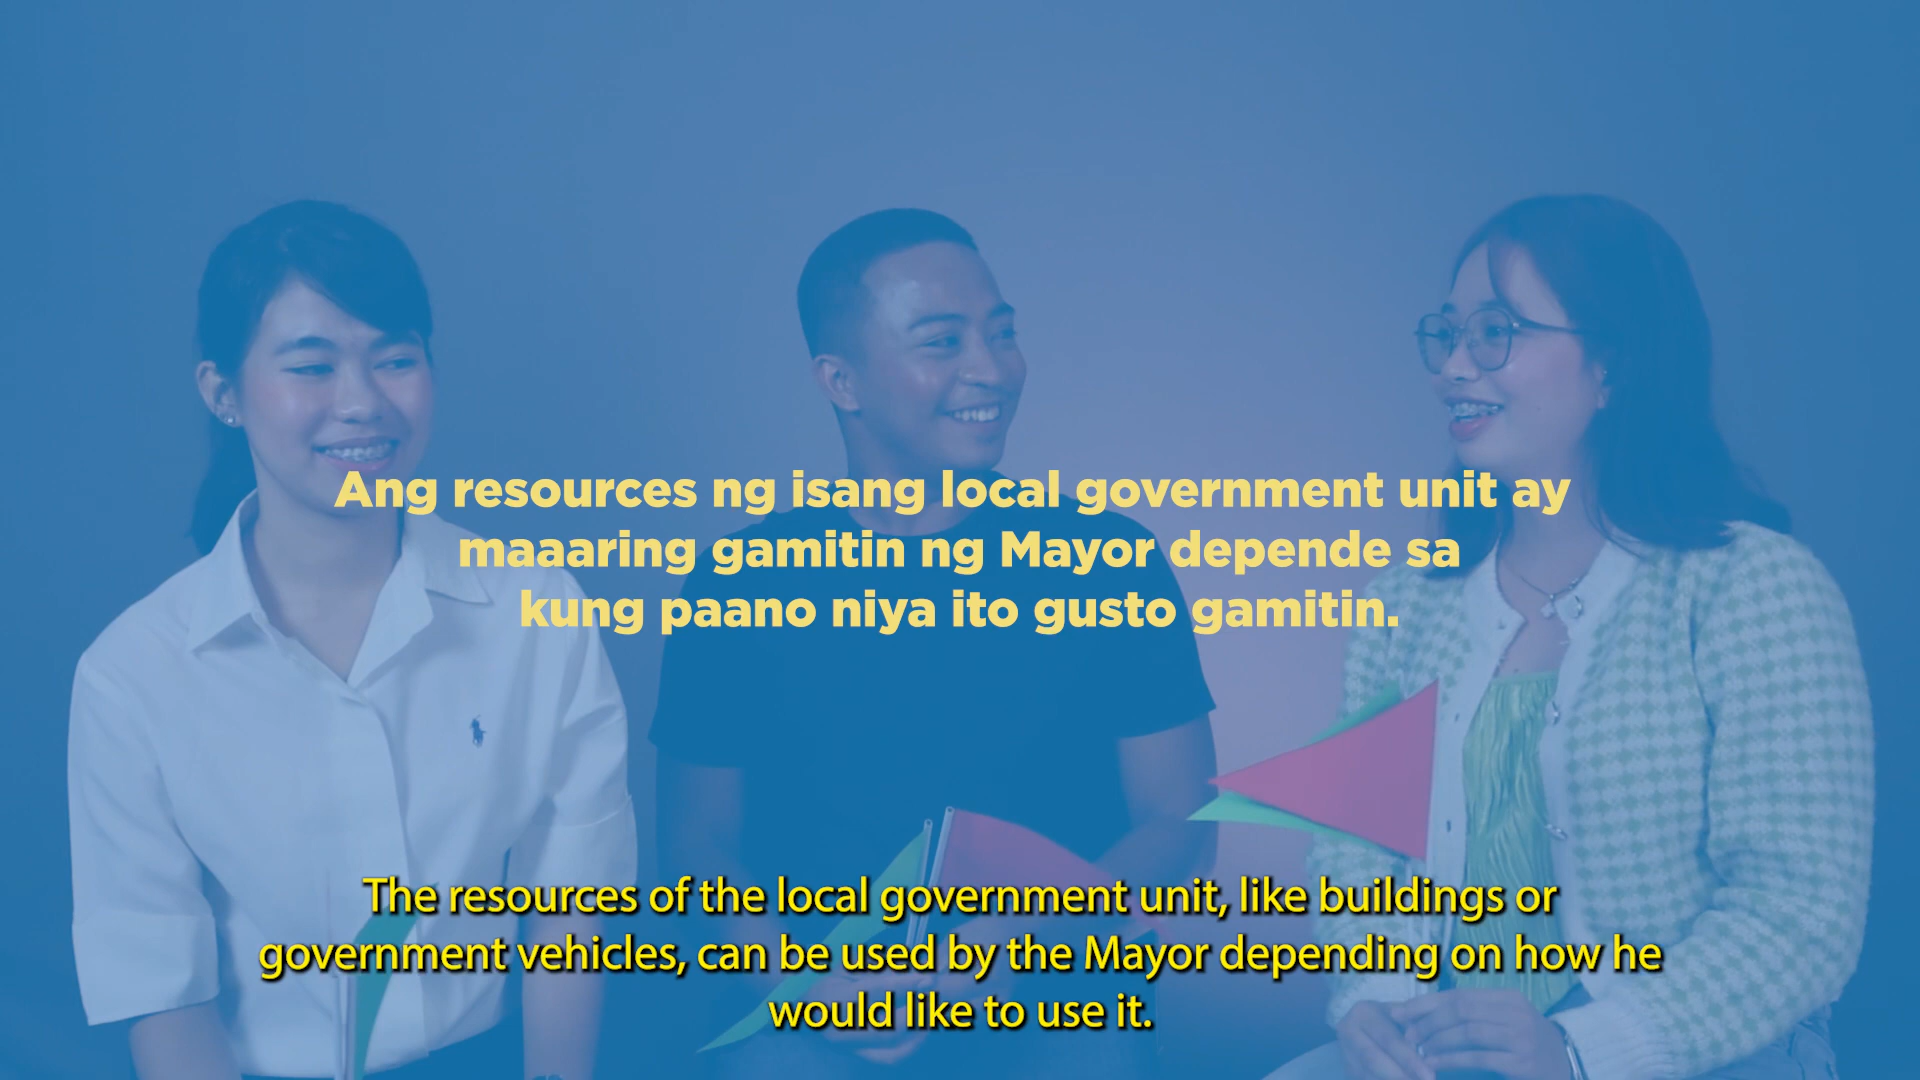 Ang resources ng isang local government unit ay
maaaring gamitin ng Mayor depende sa
kung paano niya ito gusto gamitin.
The resources of the local government unit, like buildings or
government vehicles, can be used by the Mayor depending on how he
would like to use it.